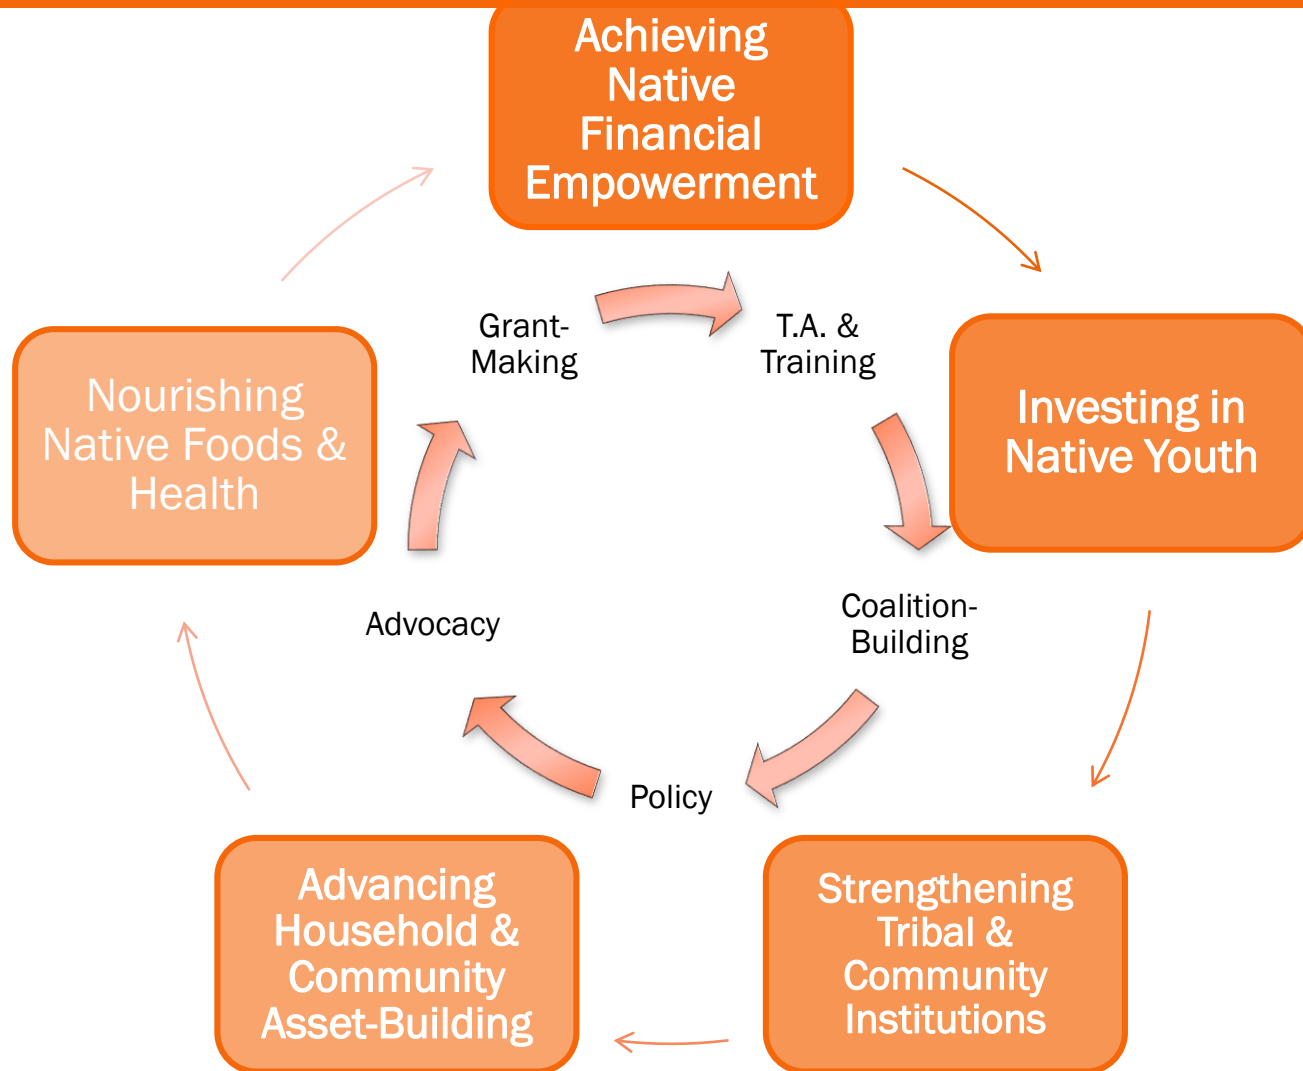 Achieving
Native
Financial
Empowerment
Grant-
Making
T.A. &
Training
Nourishing
Native Foods &
Health
Investing in
Native Youth
Advocacy
Coalition-
Building
Policy
Advancing
Household &
Community
Asset-Building
Strengthening
Tribal &
Community
Institutions